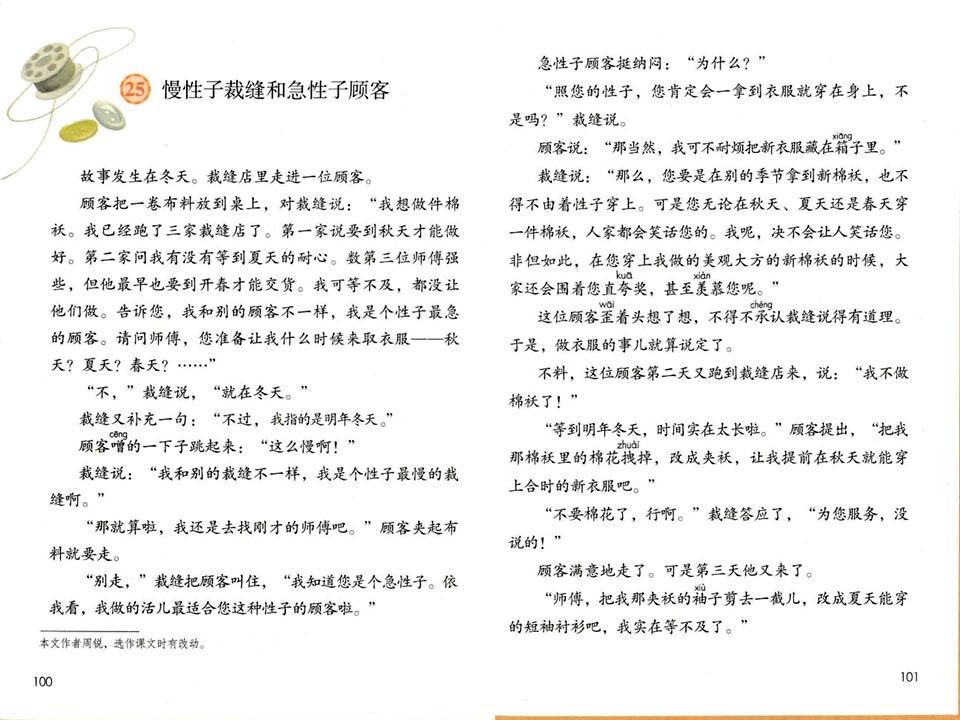 25 慢性子裁缝和急性子顾客
故事发生在冬天。裁缝店里走进一位顾客。
顾客把一卷布料放到桌上，对裁缝说：“我想做件棉
袄。我已经跑了三家裁缝店了。第一家说要到秋天才能做
好。第二家问我有没有等到夏天的耐心。数第三位师傅强
些，但他最早也要到开春才能交货。我可等不及，都没让
他们做。告诉您，我和别的顾客不一样，我是个性子最急
的顾客。请问师傅，您准备让我什么时候来取衣服——秋
天？夏天？春天？……”
“不，”裁缝说，“就在冬天。”
裁缝又补充一句：“不过，我指的是明年冬天。”
cēng
顾客噌的一下子跳起来：“这么慢啊！”
裁缝说：“我和别的裁缝不一样，我是个性子最慢的裁
缝啊。”
“那就算啦，我还是去找刚才的师傅吧。”顾客夹起布
料就要走。
“别走，”裁缝把顾客叫住，“我知道您是个急性子。依
我看，我做的活儿最适合您这种性子的顾客啦。”
本文作者周锐，选作课文时有改动。
100
急性子顾客挺纳闷：“为什么？”
“照您的性子，您肯定会一拿到衣服就穿在身上，不
是吗？”裁缝说。
xiāng
顾客说：“那当然，我可不耐烦把新衣服藏在箱子里。”
裁缝说：“那么，您要是在别的季节拿到新棉袄，也不
得不由着性子穿上。可是您无论在秋天、夏天还是春天穿
一件棉袄，人家都会笑话您的。我呢，决不会让人笑话您。
非但如此，在您穿上我做的美观大方的新棉袄的时候，大
kuā xiàn
家还会围着您直夸奖，甚至羡慕您呢。”
wāi chéng
这位顾客歪着头想了想，不得不承认裁缝说得有道理。
于是，做衣服的事儿就算说定了。
不料，这位顾客第二天又跑到裁缝店来，说：“我不做
棉袄了！”
“等到明年冬天，时间实在太长啦。”顾客提出，“把我
zhuài
那棉袄里的棉花拽掉，改成夹袄，让我提前在秋天就能穿
上合时的新衣服吧。”
“不要棉花了，行啊。”裁缝答应了，“为您服务，没
说的！”
顾客满意地走了。可是第三天他又来了。
xiù
“师傅，把我那夹袄的袖子剪去一截儿，改成夏天能穿
的短袖衬衫吧，我实在等不及了。”
101